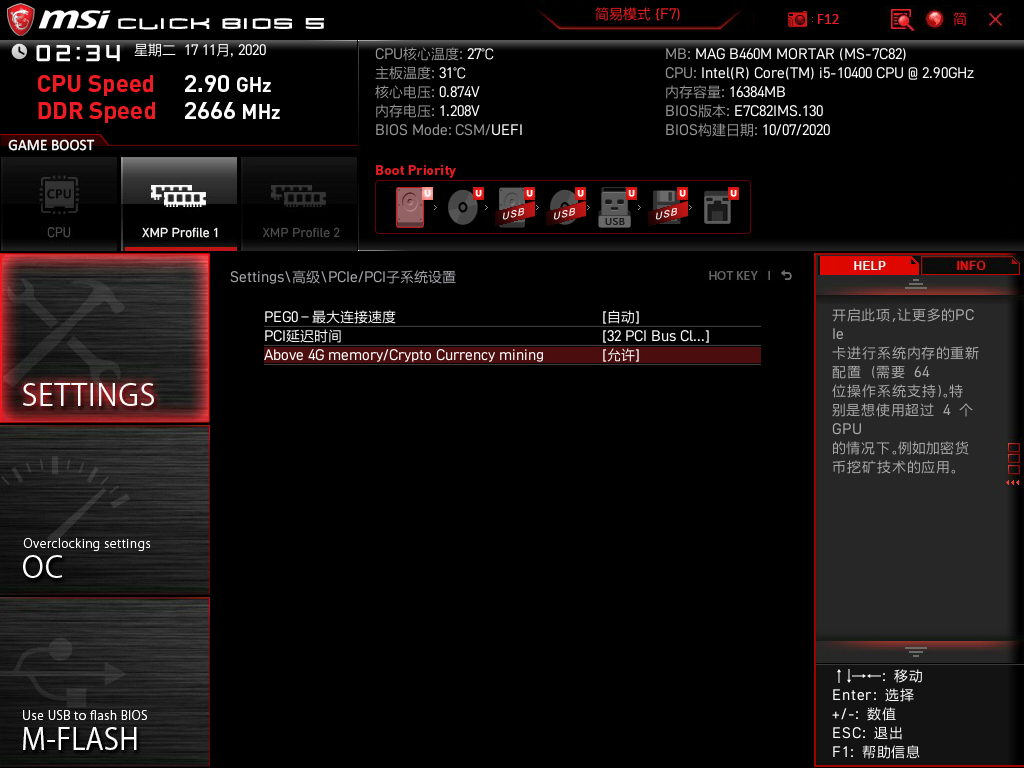 msi CLICK BIOS 5
简易模式 (F7)
: F12
简
02:34
星期二 17 11月, 2020
CPU Speed 2.90 GHz
DDR Speed 2666 MHz
CPU核心温度: 27°C
主板温度: 31°C
核心电压: 0.874V
内存电压: 1.208V
BIOS Mode: CSM/UEFI
MB: MAG B460M MORTAR (MS-7C82)
CPU: Intel(R) Core(TM) i5-10400 CPU @ 2.90GHz
内存容量: 16384MB
BIOS版本: E7C82IMS.130
BIOS构建日期: 10/07/2020
GAME BOOST
CPU
CPU
XMP Profile 1
XMP Profile 2
Boot Priority
U U U U U U U
USB USB USB USB
SETTINGS
Overclocking settings
OC
Use USB to flash BIOS
M-FLASH
Settings\高级\PCIe/PCI子系统设置
HOT KEY |
PEG0 - 最大连接速度 [自动]
PCI延迟时间 [32 PCI Bus Cl...]
Above 4G memory/Crypto Currency mining [允许]
HELP
INFO
开启此项,让更多的PC
Ie
卡进行系统内存的重新
配置 (需要 64
位操作系统支持)。特
别是想使用超过 4 个
GPU
的情况下。例如加密货
币挖矿技术的应用。
↑↓→←: 移动
Enter: 选择
+/-: 数值
ESC: 退出
F1: 帮助信息